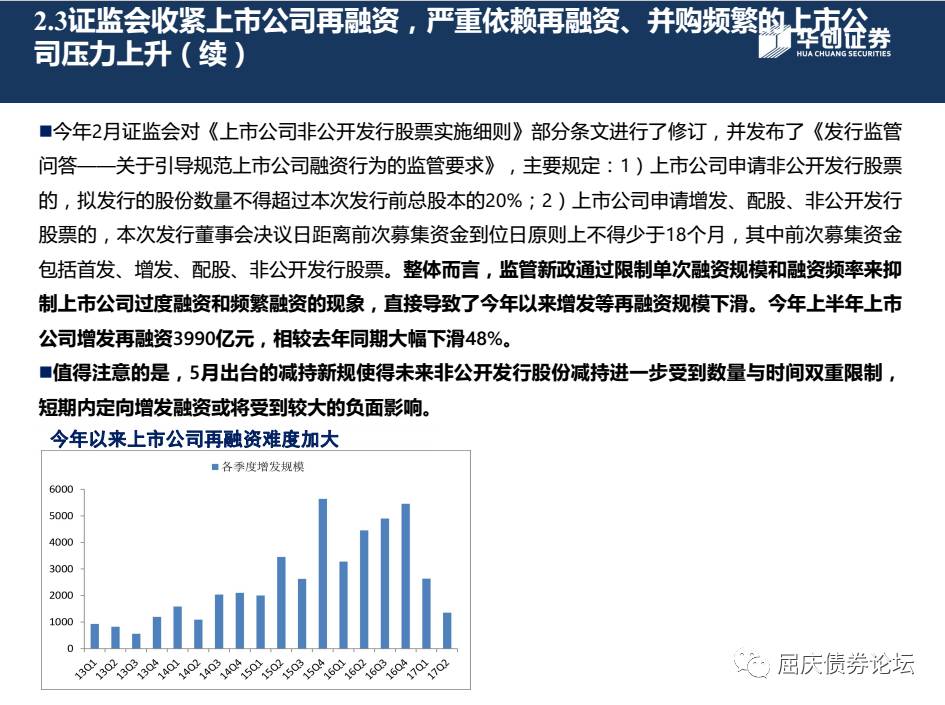 2.3证监会收紧上市公司再融资，严重依赖再融资、并购频繁的上市公
司压力上升（续）
华创证券
HUA CHUANG SECURITIES
■今年2月证监会对《上市公司非公开发行股票实施细则》部分条文进行了修订，并发布了《发行监管
问答——关于引导规范上市公司融资行为的监管要求》，主要规定：1）上市公司申请非公开发行股票
的，拟发行的股份数量不得超过本次发行前总股本的20%；2）上市公司申请增发、配股、非公开发行
股票的，本次发行董事会决议日距离前次募集资金到位日原则上不得少于18个月，其中前次募集资金
包括首发、增发、配股、非公开发行股票。整体而言，监管新政通过限制单次融资规模和融资频率来抑
制上市公司过度融资和频繁融资的现象，直接导致了今年以来增发等再融资规模下滑。今年上半年上市
公司增发再融资3990亿元，相较去年同期大幅下滑48%。
■值得注意的是，5月出台的减持新规使得未来非公开发行股份减持进一步受到数量与时间双重限制，
短期内定向增发融资或将受到较大的负面影响。
今年以来上市公司再融资难度加大
■各季度增发规模
6000
5000
4000
3000
2000
1000
0
13Q1 13Q2 13Q3 13Q4 14Q1 14Q2 14Q3 14Q4 15Q1 15Q2 15Q3 15Q4 16Q1 16Q2 16Q3 16Q4 17Q1 17Q2
屈庆债券论坛